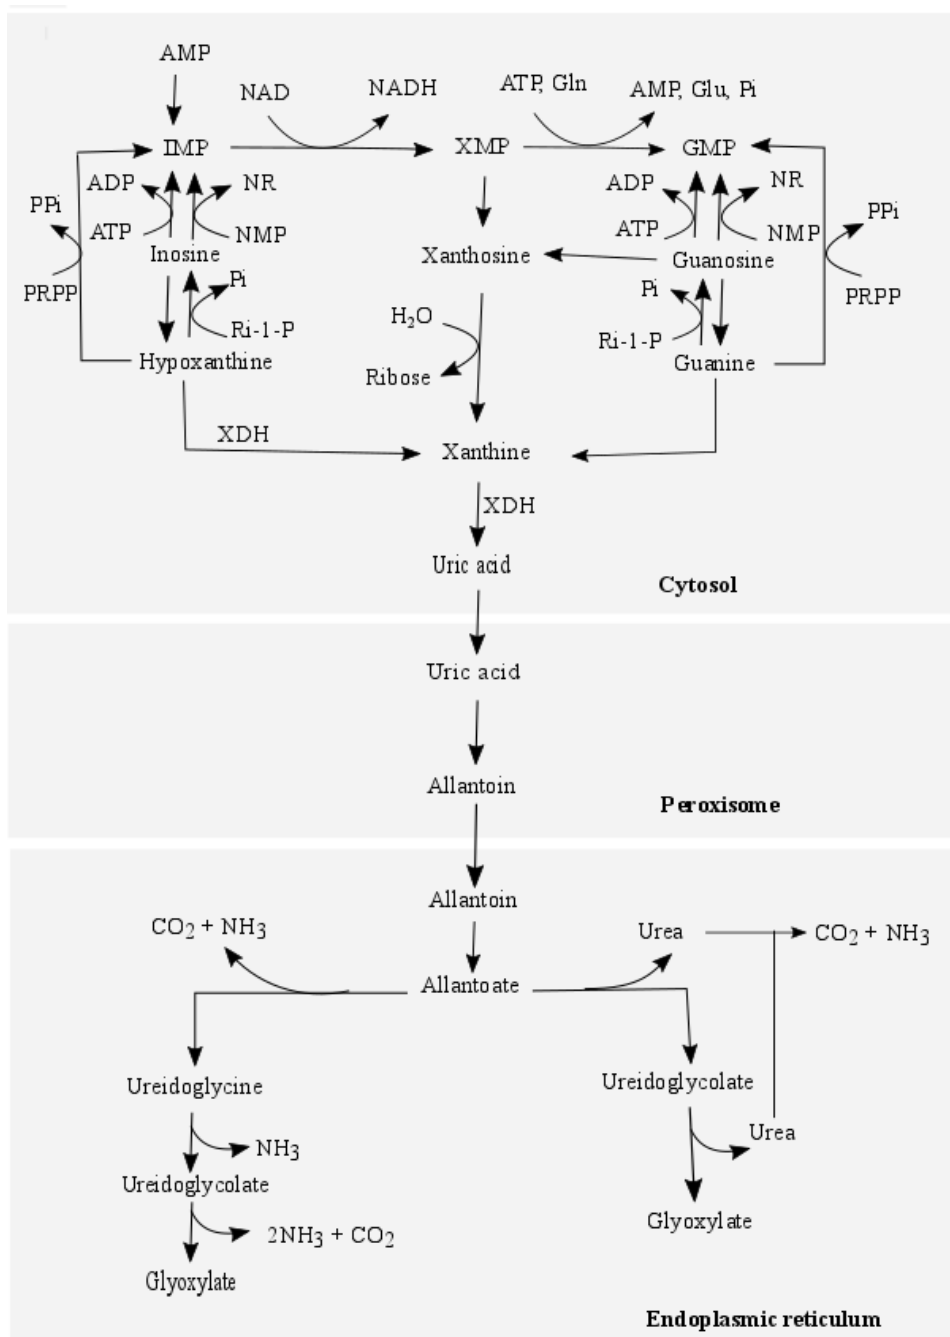 AMP
NAD
NADH
ATP, Gln
AMP, Glu, Pi
IMP
XMP
GMP
ADP
NR
ADP
NR
PPi
PPi
ATP
NMP
ATP
NMP
Inosine
Xanthosine
Guanosine
Pi
Pi
PRPP
PRPP
Ri-1-P
H2O
Ri-1-P
Hypoxanthine
Ribose
Guanine
XDH
Xanthine
XDH
Uric acid
Cytosol
Uric acid
Allantoin
Peroxisome
Allantoin
CO2 + NH3
Urea
CO2 + NH3
Allantoate
Ureidoglycine
Ureidoglycolate
NH3
Urea
Ureidoglycolate
Glyoxylate
2NH3 + CO2
Glyoxylate
Endoplasmic reticulum